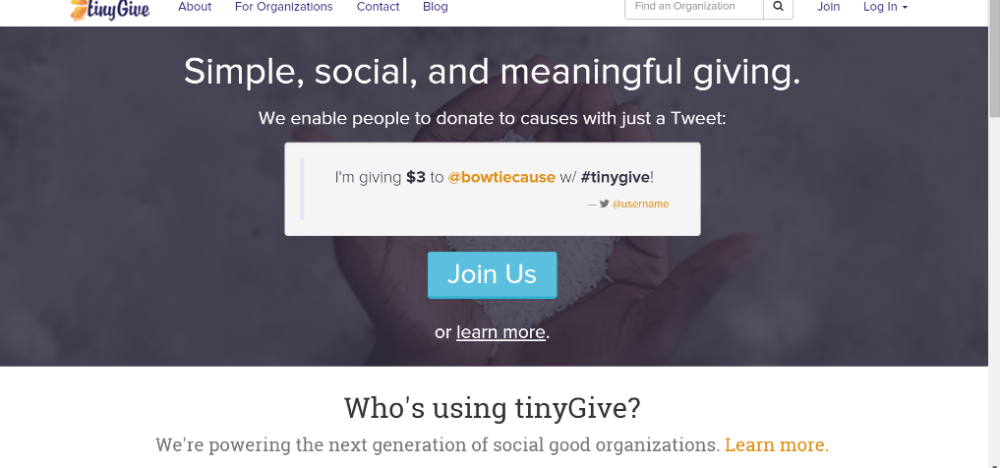 tinyGive About For Organizations Contact Blog Find an Organization Join Log In
Simple, social, and meaningful giving.
We enable people to donate to causes with just a Tweet:
I'm giving $3 to @bowtiecause w/ #tinygive!
— @username
Join Us
or learn more.
Who's using tinyGive?
We're powering the next generation of social good organizations. Learn more.